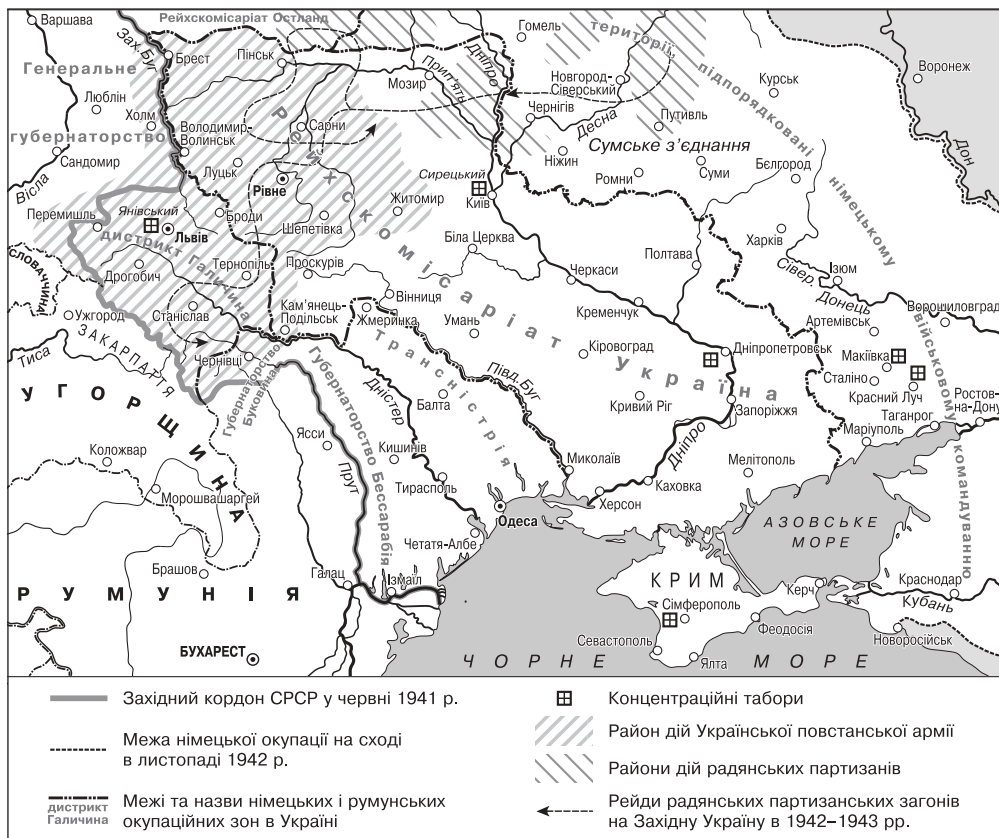 Варшава
Рейхскомісаріат Остланд
Зах. Буг
Брест
Пінськ
Мозир
Прип'ять
Дніпро
Гомель
території,
підпорядковані
німецькому
військовому
командуванню
Новгород-
Сіверський
Курськ
Воронеж
Дон
Генеральне
губернаторство
Люблін
Холм
Володимир-
Волинськ
Сарни
Чернігів
Десна
Путивль
Сандомир
Вісла
Луцьк
Рівне
Рейхскомісаріат Україна
Ніжин
Сумське з'єднання
Ромни
Суми
Бєлгород
Сирецький
Київ
Житомир
Перемишль
Янівський
Львів
Броди
Шепетівка
дистрикт Галичина
Біла Церква
Полтава
Харків
Сівер. Донець
Ізюм
СЛОВАЧЧИНА
Дрогобич
Тернопіль
Проскурів
Черкаси
Ворошиловград
Ужгород
ЗАКАРПАТТЯ
Станіслав
Кам'янець-
Подільськ
Вінниця
Жмеринка
Умань
Кременчук
Артемівськ
Тиса
Чернівці
Губернаторство
Буковина
Трансністрія
Кіровоград
Дніпропетровськ
Макіївка
Сталіно
Красний Луч
Ростов-
на-Дону
УГОРЩИНА
Губернаторство Бессарабія
Дністер
Балта
Півд. Буг
Кривий Ріг
Запоріжжя
Таганрог
Маріуполь
Коложвар
Ясси
Прут
Кишинів
Миколаїв
Дніпро
Мелітополь
Морошвашаргей
Тирасполь
Херсон
Каховка
Одеса
АЗОВСЬКЕ
МОРЕ
Четатя-Албе
Брашов
Галац
Ізмаїл
КРИМ
Керч
Краснодар
Кубань
РУМУНІЯ
Сімферополь
Феодосія
Новоросійськ
Севастополь
Ялта
БУХАРЕСТ
ЧОРНЕ МОРЕ
Західний кордон СРСР у червні 1941 р.
Межа німецької окупації на сході
в листопаді 1942 р.
дистрикт
Галичина
Межі та назви німецьких і румунських
окупаційних зон в Україні
Концентраційні табори
Район дій Української повстанської армії
Райони дій радянських партизанів
Рейди радянських партизанських загонів
на Західну Україну в 1942–1943 рр.